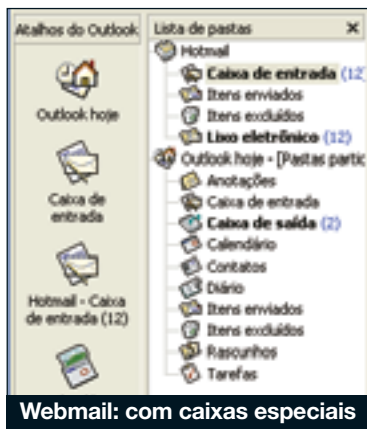 Atalhos do Outlook
Outlook hoje
Caixa de
entrada
Hotmail - Caixa
de entrada (12)
Lista de pastas
Hotmail
Caixa de entrada (12
Itens enviados
Itens excluídos
Lixo eletrônico (12)
Outlook hoje - [Pastas partic
Anotações
Caixa de entrada
Caixa de saída (2)
Calendário
Contatos
Diário
Itens enviados
Itens excluídos
Rascunhos
Tarefas
Webmail: com caixas especiais